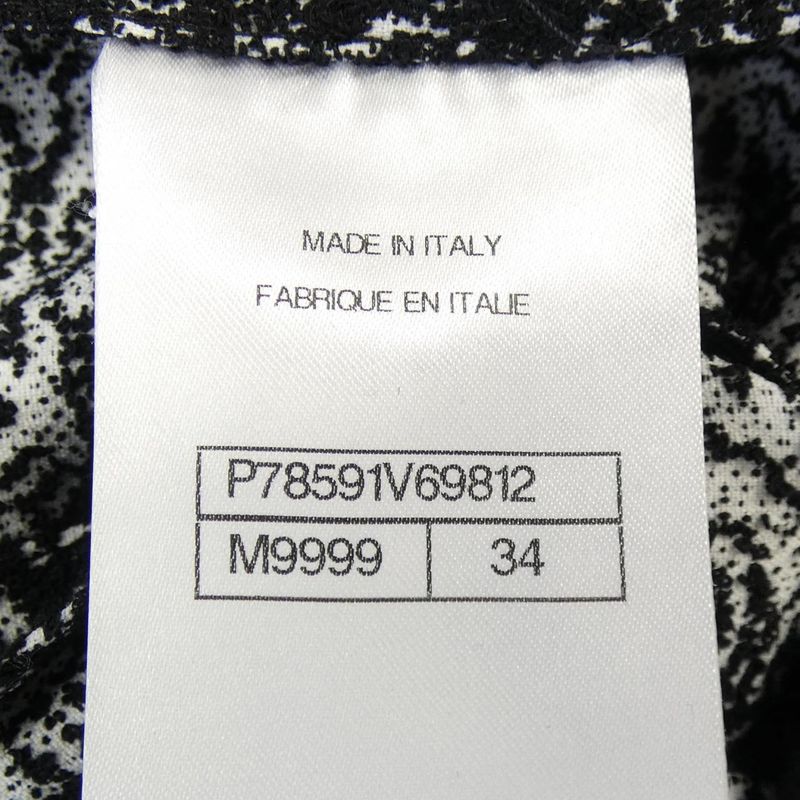 MADE IN ITALY
FABRIQUE EN ITALIE
P78591V69812
M9999 34